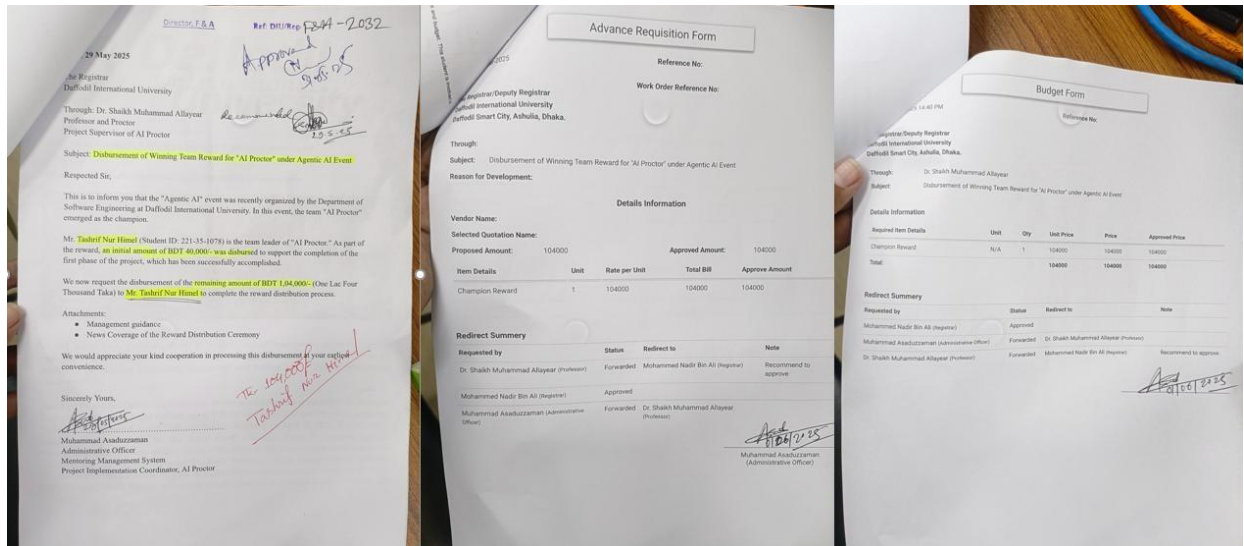 Director, F & A
Ref: DIU/Reg F&A-2032
Approved
29 May 2025
The Registrar
Daffodil International University
Through: Dr. Shaikh Muhammad Allayear
Professor and Proctor
Project Supervisor of AI Proctor
Recommended
29.5.25
Subject: Disbursement of Winning Team Reward for "AI Proctor" under Agentic AI Event
Respected Sir,
This is to inform you that the "Agentic AI" event was recently organized by the Department of
Software Engineering at Daffodil International University. In this event, the team "AI Proctor"
emerged as the champion.
Mr. Tashrif Nur Himel (Student ID: 221-35-1078) is the team leader of "AI Proctor." As part of
the reward, an initial amount of BDT 40,000/- was disbursed to support the completion of the
first phase of the project, which has been successfully accomplished.
We now request the disbursement of the remaining amount of BDT 1,04,000/- (One Lac Four
Thousand Taka) to Mr. Tashrif Nur Himel to complete the reward distribution process.
Attachments:
• Management guidance
• News Coverage of the Reward Distribution Ceremony
We would appreciate your kind cooperation in processing this disbursement at your earliest
convenience.
Tk. 104,000/
Tashrif Nur Himel
Sincerely Yours,
Muhammad Asaduzzaman
Administrative Officer
Mentoring Management System
Project Implementation Coordinator, AI Proctor
Advance Requisition Form
2025
Reference No:
Work Order Reference No:
Registrar/Deputy Registrar
Daffodil International University
Daffodil Smart City, Ashulia, Dhaka.
Through:
Subject: Disbursement of Winning Team Reward for "AI Proctor" under Agentic AI Event
Reason for Development:
Details Information
Vendor Name:
Selected Quotation Name:
Proposed Amount: 104000 Approved Amount: 104000
Item Details Unit Rate per Unit Total Bill Approve Amount
Champion Reward 1 104000 104000 104000
Redirect Summary
Requested by Status Redirect to Note
Dr. Shaikh Muhammad Allayear (Professor) Forwarded Mohammed Nadir Bin Ali (Registrar) Recommend to
approve
Mohammed Nadir Bin Ali (Registrar) Approved
Muhammad Asaduzzaman (Administrative Forwarded Dr. Shaikh Muhammad Allayear
Officer) (Professor)
Muhammad Asaduzzaman
(Administrative Officer)
Budget Form
14:40 PM
Reference No:
Registrar/Deputy Registrar
Daffodil International University
Daffodil Smart City, Ashulia, Dhaka.
Through: Dr. Shaikh Muhammad Allayear
Subject: Disbursement of Winning Team Reward for "AI Proctor" under Agentic AI Event
Details Information
Required Item Details Unit Qty Unit Price Price Approved Price
Champion Reward N/A 1 104000 104000 104000
Total: 104000 104000 104000
Redirect Summary
Requested by Status Redirect to Note
Mohammed Nadir Bin Ali (Registrar) Approved
Muhammad Asaduzzaman (Administrative Officer) Forwarded Dr. Shaikh Muhammad Allayear (Professor)
Dr. Shaikh Muhammad Allayear (Professor) Forwarded Mohammed Nadir Bin Ali (Registrar) Recommend to approve